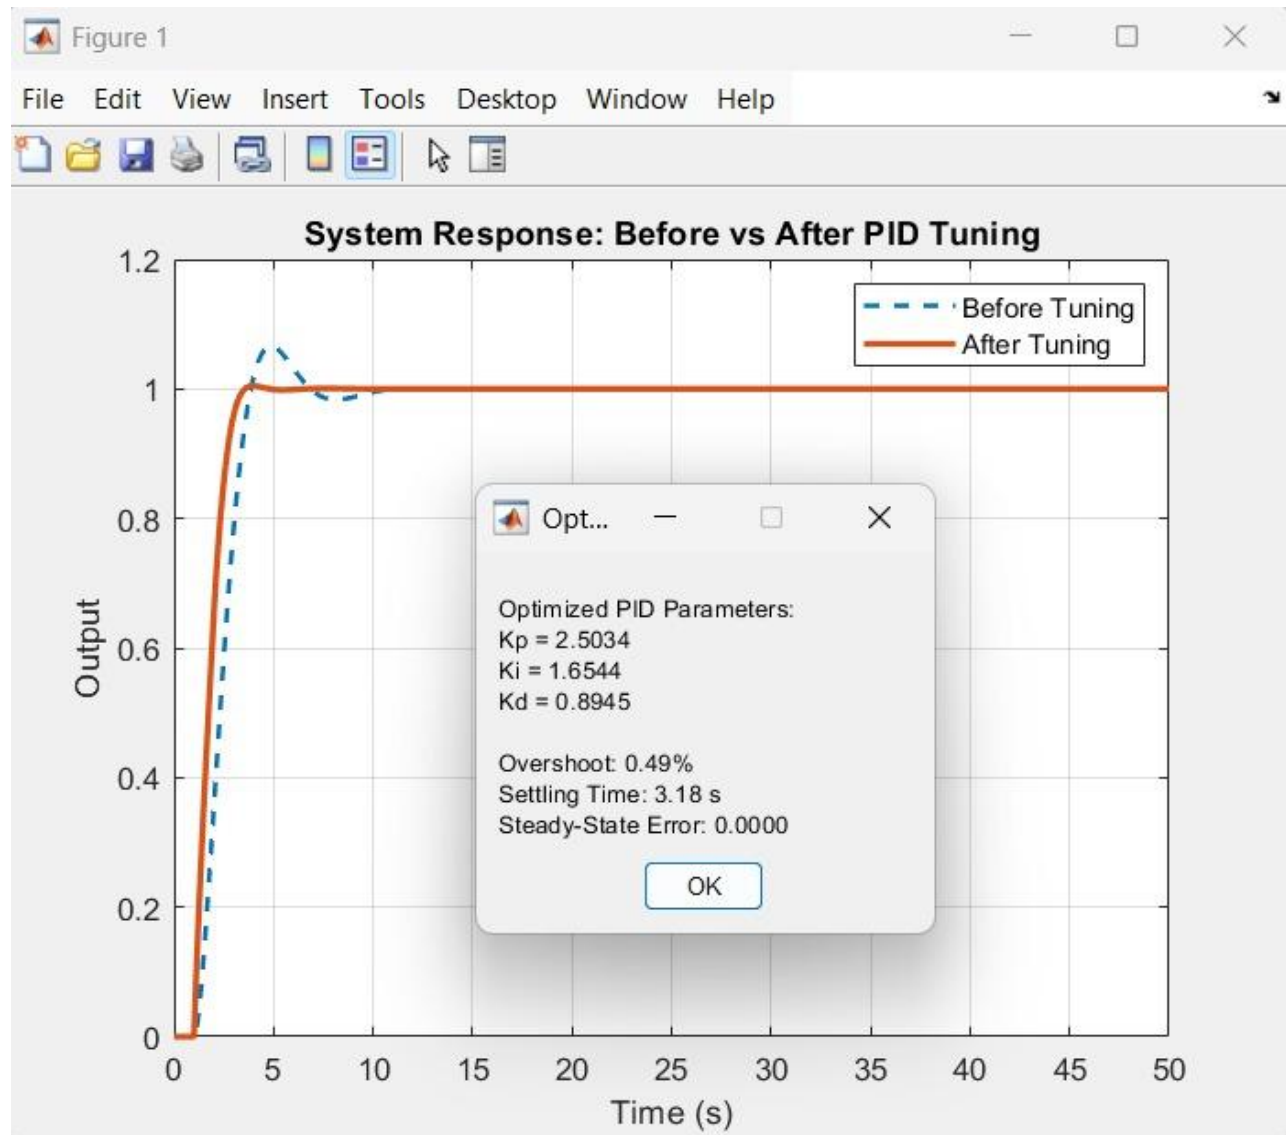 Figure 1
File Edit View Insert Tools Desktop Window Help
System Response: Before vs After PID Tuning
1.2
1
0.8
0.6
0.4
0.2
0
Output
Before Tuning
After Tuning
Opt...
Optimized PID Parameters:
Kp = 2.5034
Ki = 1.6544
Kd = 0.8945
Overshoot: 0.49%
Settling Time: 3.18 s
Steady-State Error: 0.0000
OK
0 5 10 15 20 25 30 35 40 45 50
Time (s)